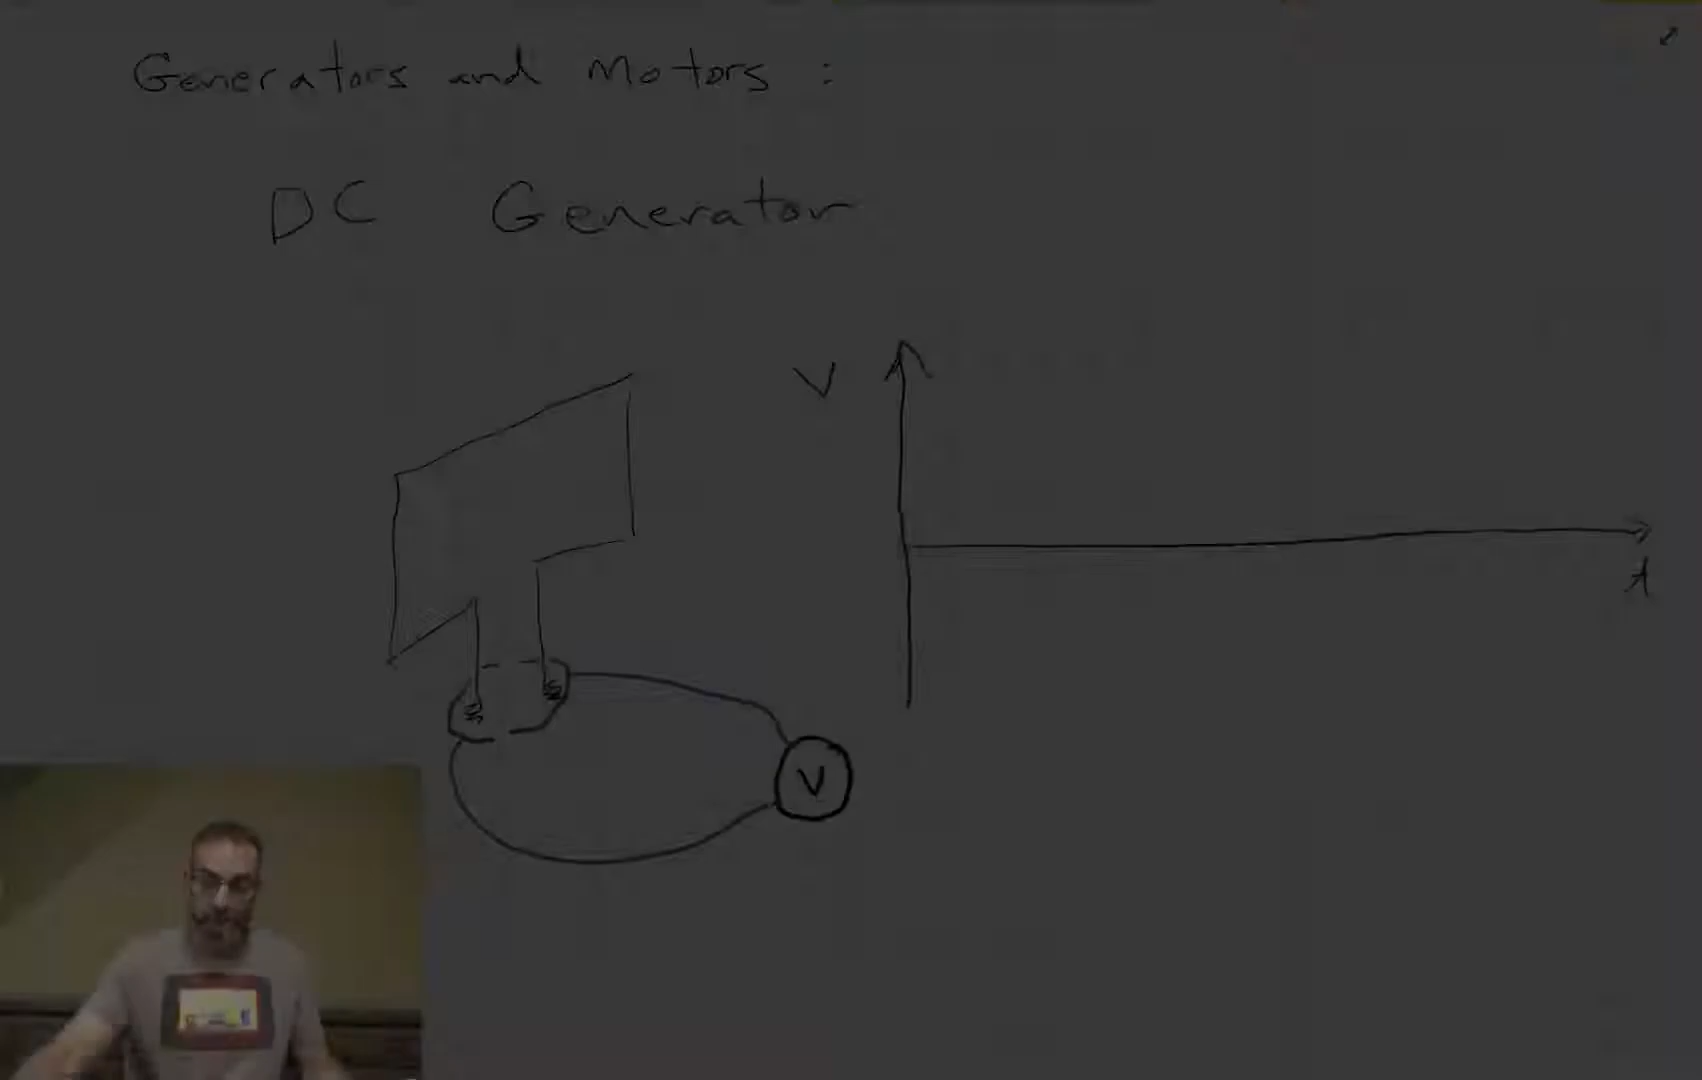 Generators and Motors :
DC Generator
V
t
V